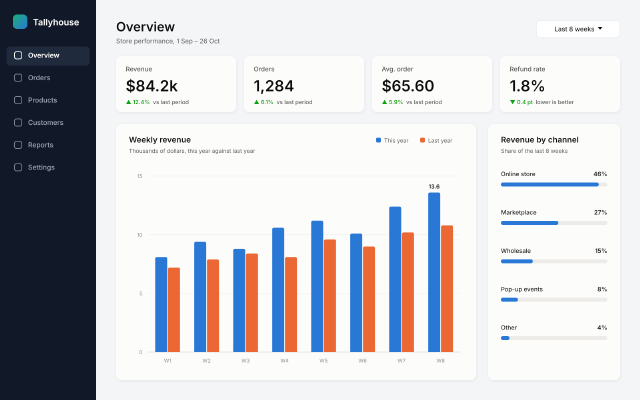 Tallyhouse
Overview
Orders
Products
Customers
Reports
Settings
Overview
Store performance, 1 Sep – 26 Oct
Last 8 weeks
Revenue
$84.2k
▲ 12.4% vs last period
Orders
1,284
▲ 6.1% vs last period
Avg. order
$65.60
▲ 5.9% vs last period
Refund rate
1.8%
▼ 0.4 pt lower is better
Weekly revenue
Thousands of dollars, this year against last year
This year
Last year
15
10
5
0
13.6
W1
W2
W3
W4
W5
W6
W7
W8
Revenue by channel
Share of the last 8 weeks
Online store 46%
Marketplace 27%
Wholesale 15%
Pop-up events 8%
Other 4%